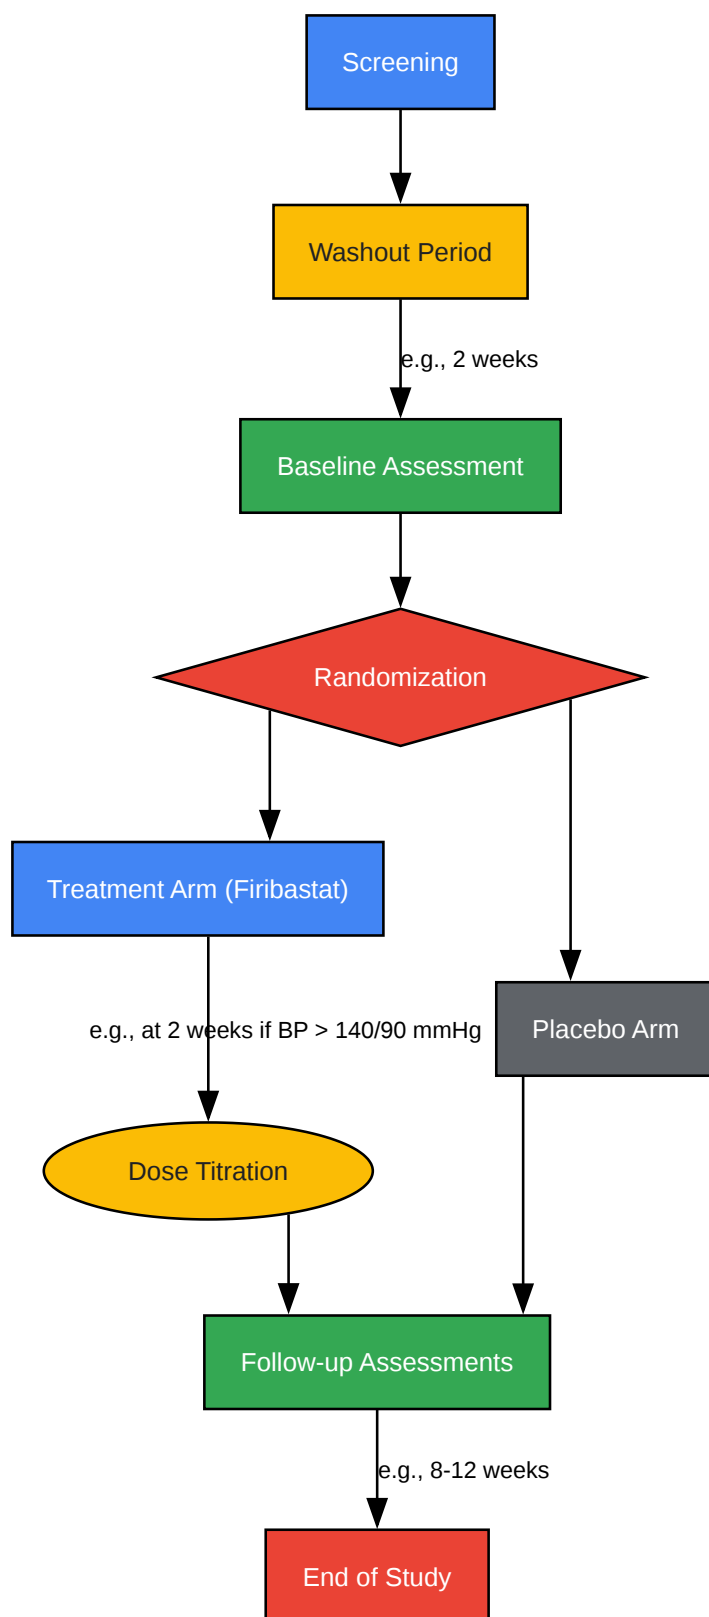 Screening
Washout Period
e.g., 2 weeks
Baseline Assessment
Randomization
Treatment Arm (Firibastat)
e.g., at 2 weeks if BP > 140/90 mmHg
Placebo Arm
Dose Titration
Follow-up Assessments
e.g., 8-12 weeks
End of Study